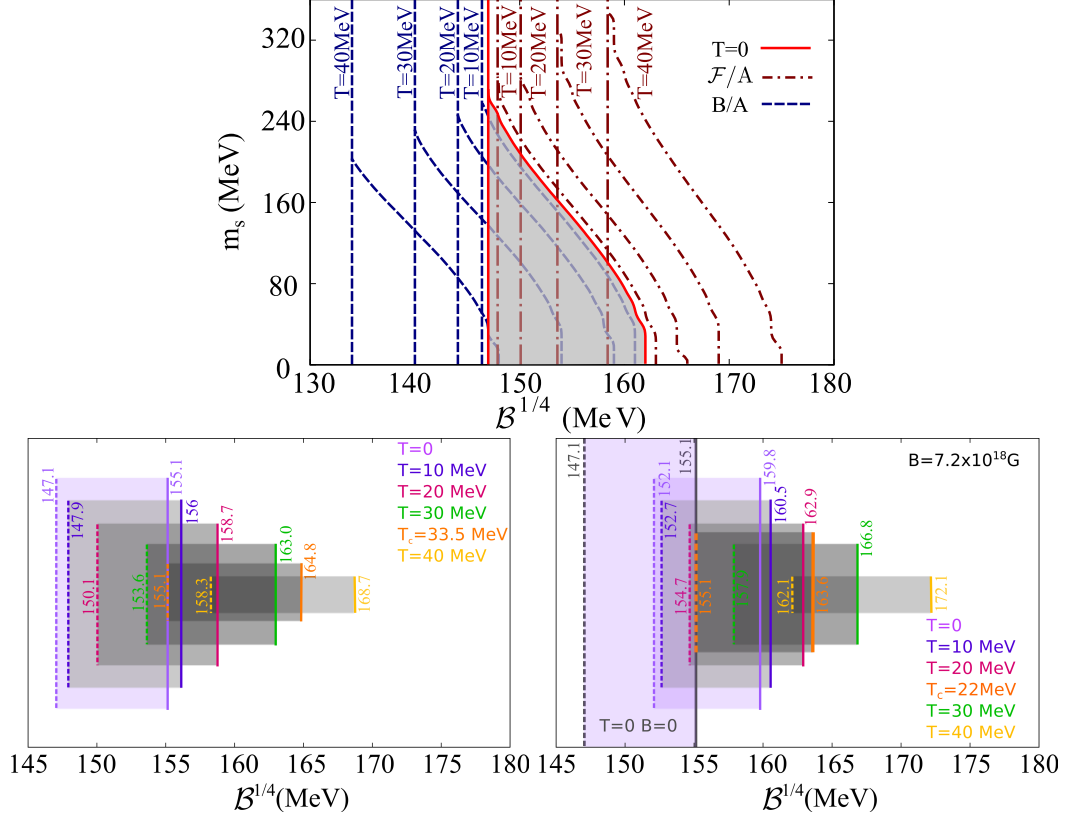 320
240
160
80
0
m_s (MeV)
T=40MeV
T=30MeV
T=20MeV
T=10MeV
T=10MeV
T=20MeV
T=30MeV
T=40MeV
T=0
ℱ/A
B/A
130
140
150
160
170
180
ℬ^1/4 (MeV)
147.1
147.9
150.1
153.6
155.1
158.3
155.1
156
158.7
163.0
164.8
168.7
T=0
T=10 MeV
T=20 MeV
T=30 MeV
T_c=33.5 MeV
T=40 MeV
145
150
155
160
165
170
175
180
ℬ^1/4(MeV)
147.1
155.1
152.1
152.7
154.7
155.1
157.9
162.1
159.8
160.5
162.9
163.6
166.8
172.1
B=7.2x10^18G
T=0
T=10 MeV
T=20 MeV
T_c=22MeV
T=30 MeV
T=40 MeV
T=0 B=0
145
150
155
160
165
170
175
180
ℬ^1/4(MeV)